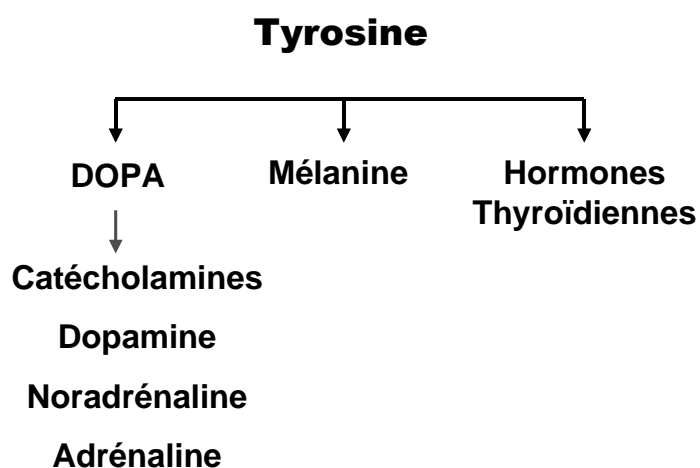 Tyrosine
DOPA
Mélanine
Hormones
Thyroïdiennes
Catécholamines
Dopamine
Noradrénaline
Adrénaline